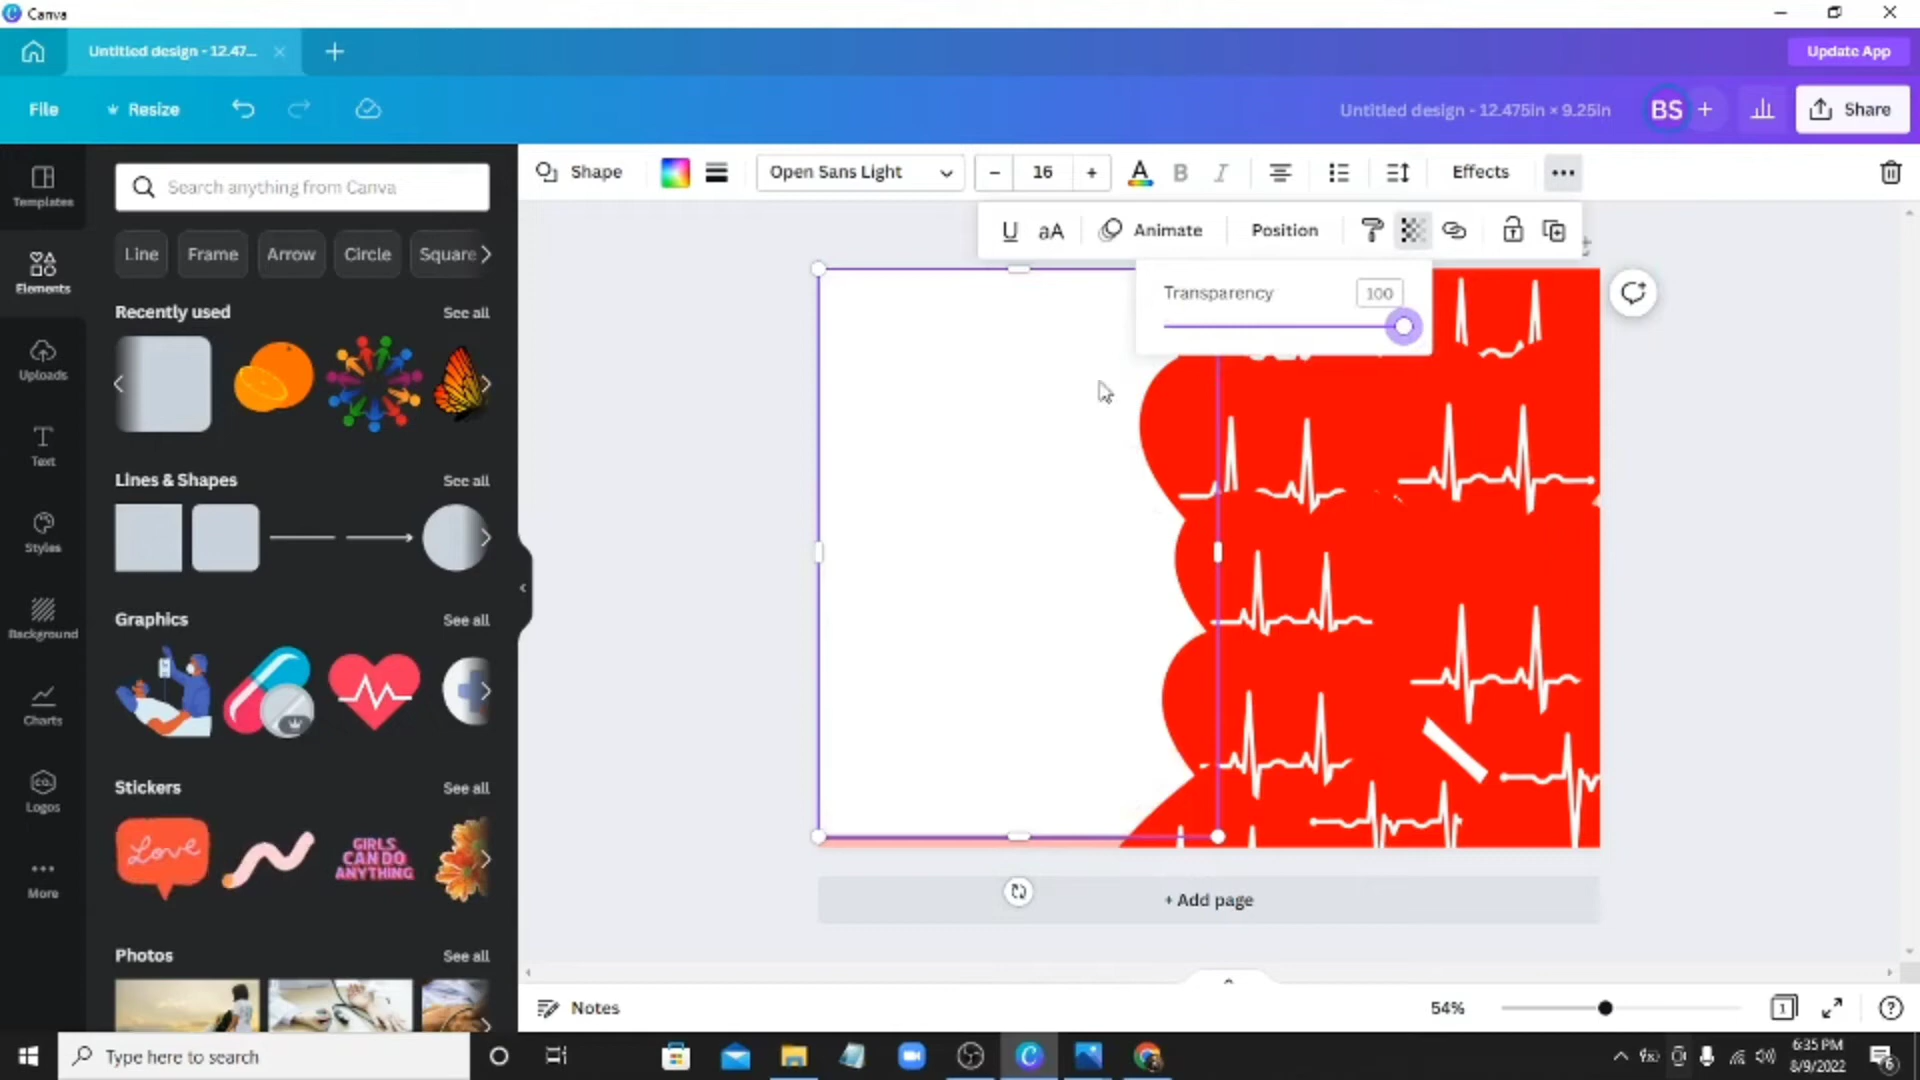 Canva
Untitled design - 12.47...
Update App
File
Resize
Untitled design - 12.475in × 9.25in
BS
+
Share
Templates
Search anything from Canva
Shape
Open Sans Light
16
A
B
I
Effects
U
aA
Animate
Position
Line
Frame
Arrow
Circle
Square
Elements
Transparency
100
Recently used
See all
Uploads
Text
Lines & Shapes
See all
Styles
Background
Graphics
See all
Charts
CO.
Logos
Stickers
See all
Love
GIRLS
CAN DO
ANYTHING
More
+ Add page
Photos
See all
Notes
54%
1
Type here to search
6:35 PM
8/9/2022
6